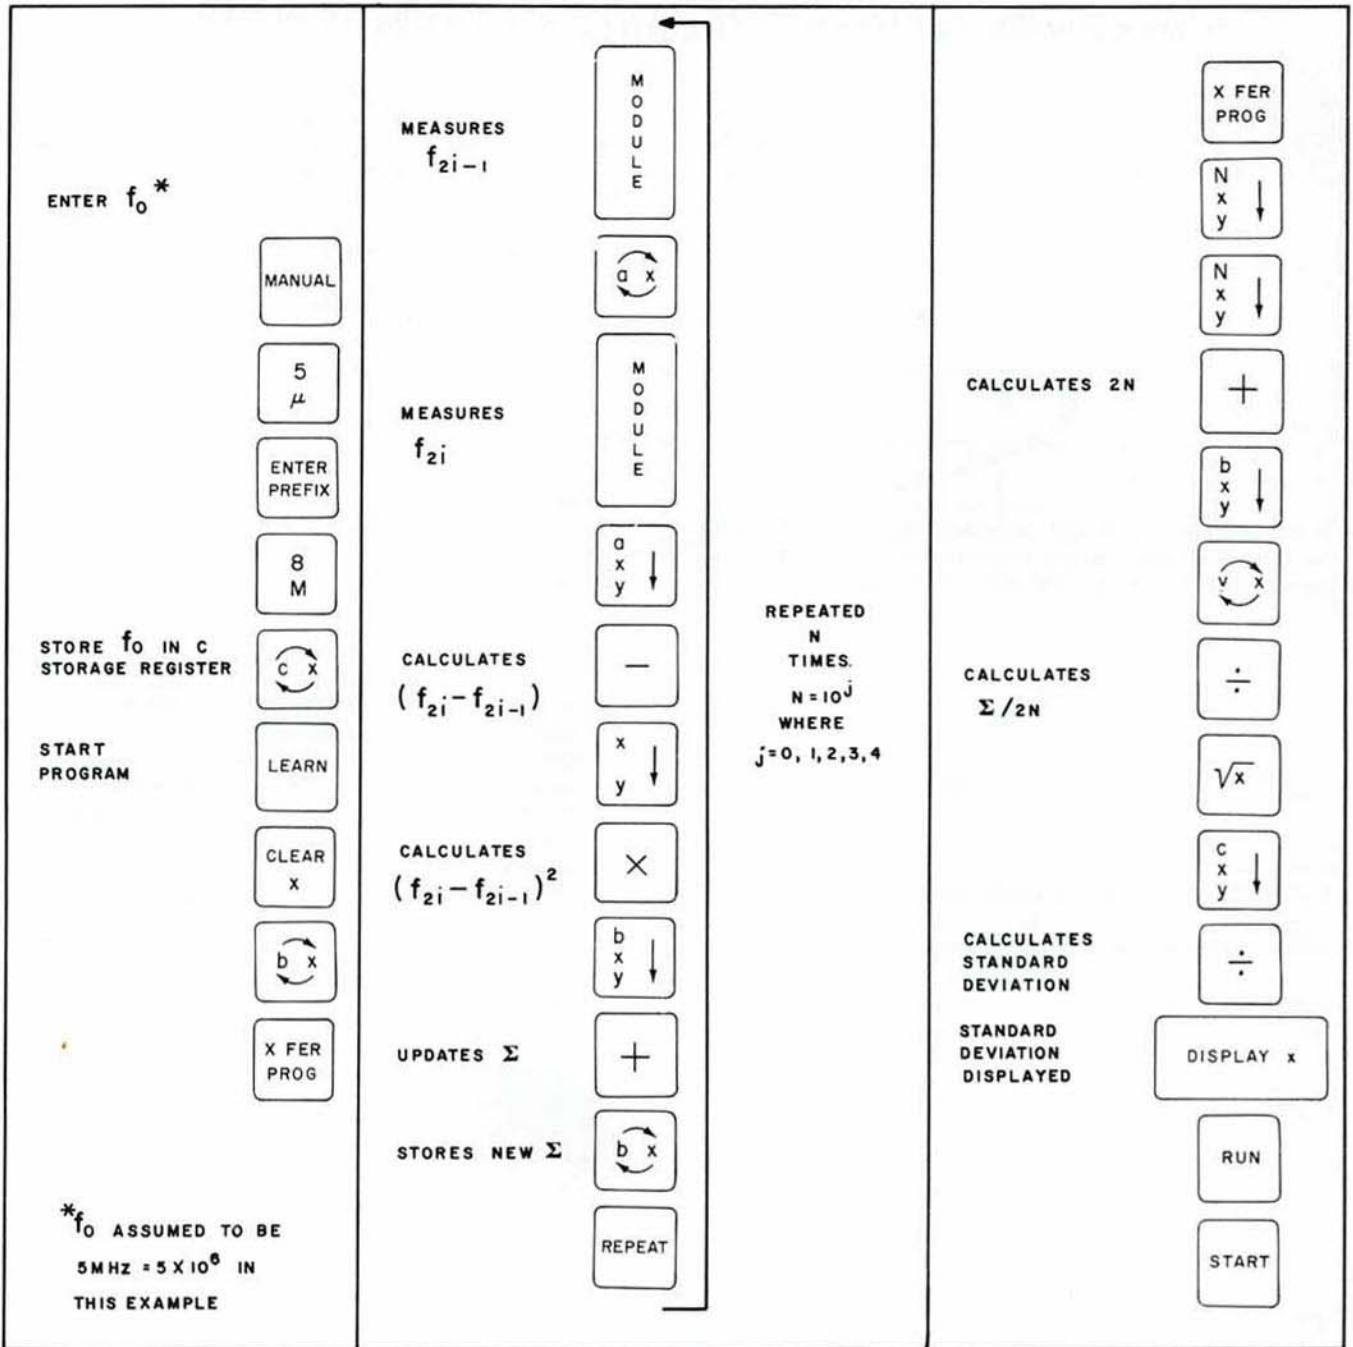 ENTER f₀*
MANUAL
5
μ
ENTER
PREFIX
8
M
STORE f₀ IN C
STORAGE REGISTER
c x
START
PROGRAM
LEARN
CLEAR
x
b x
X FER
PROG
*f₀ ASSUMED TO BE
5MHz = 5 X 10⁶ IN
THIS EXAMPLE
MEASURES
f₂ᵢ₋₁
M
O
D
U
L
E
a x
MEASURES
f₂ᵢ
M
O
D
U
L
E
a
x ↓
y
CALCULATES
(f₂ᵢ – f₂ᵢ₋₁)
–
x
y ↓
CALCULATES
(f₂ᵢ – f₂ᵢ₋₁)²
×
b
x ↓
y
UPDATES Σ
+
STORES NEW Σ
b x
REPEAT
REPEATED
N
TIMES.
N = 10ʲ
WHERE
j = 0, 1, 2, 3, 4
X FER
PROG
N
x ↓
y
N
x ↓
y
CALCULATES 2N
+
b
x ↓
y
y x
CALCULATES
Σ/2N
÷
√x
c
x ↓
y
CALCULATES
STANDARD
DEVIATION
÷
STANDARD
DEVIATION
DISPLAYED
DISPLAY x
RUN
START